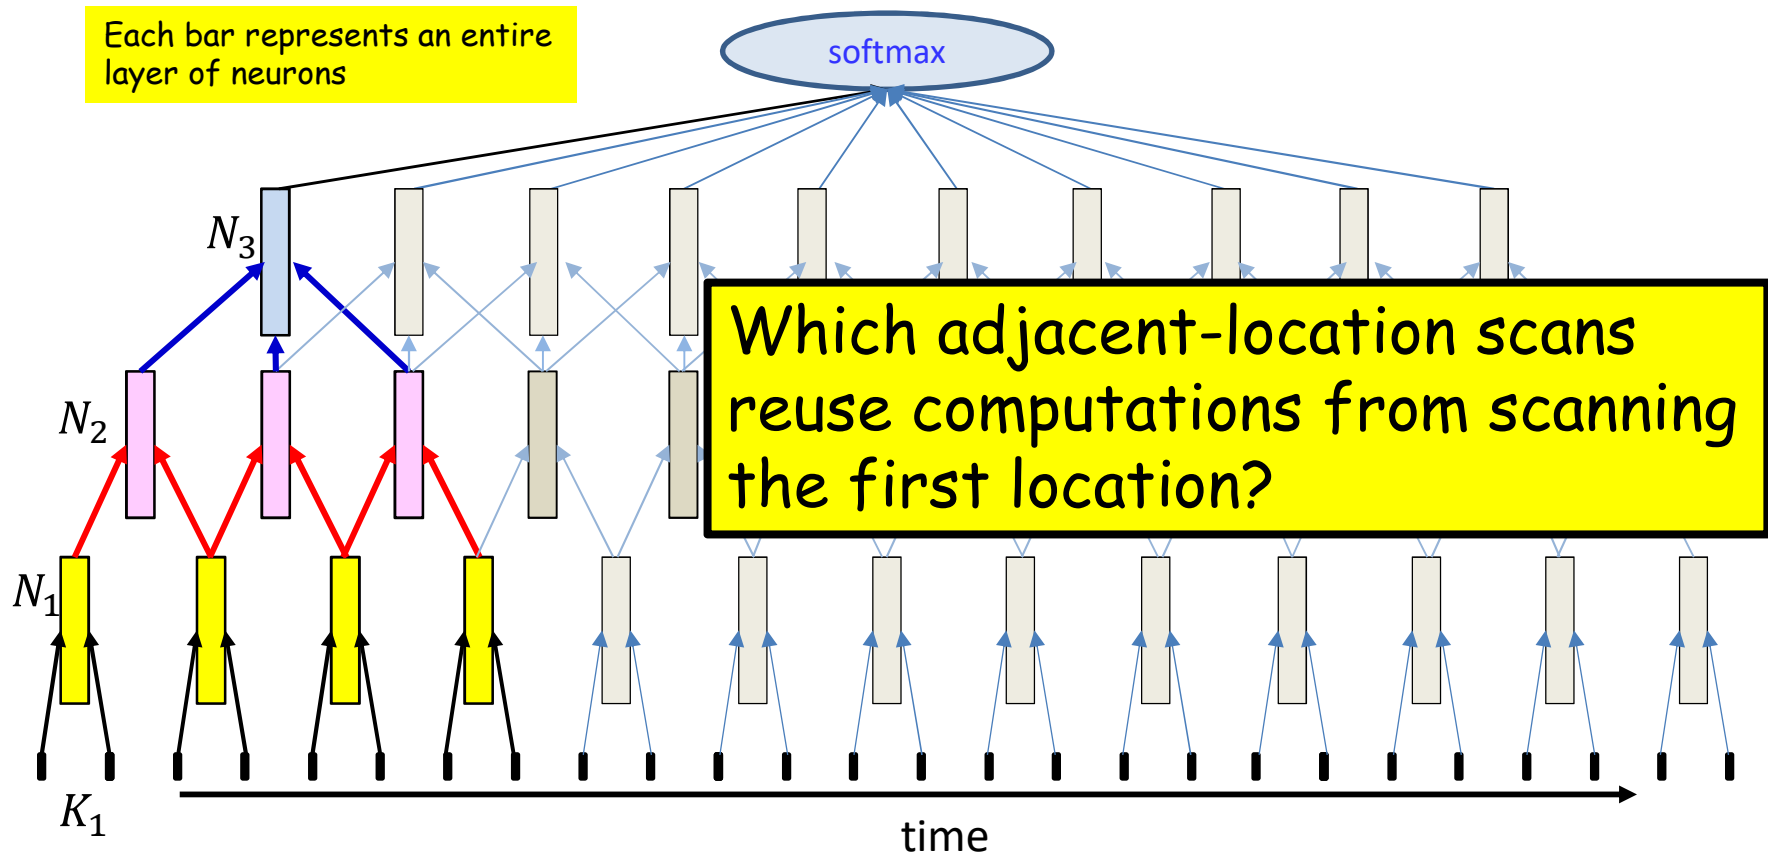 Each bar represents an entire
layer of neurons
softmax
N₃
Which adjacent-location scans
reuse computations from scanning
the first location?
N₂
N₁
K₁
time